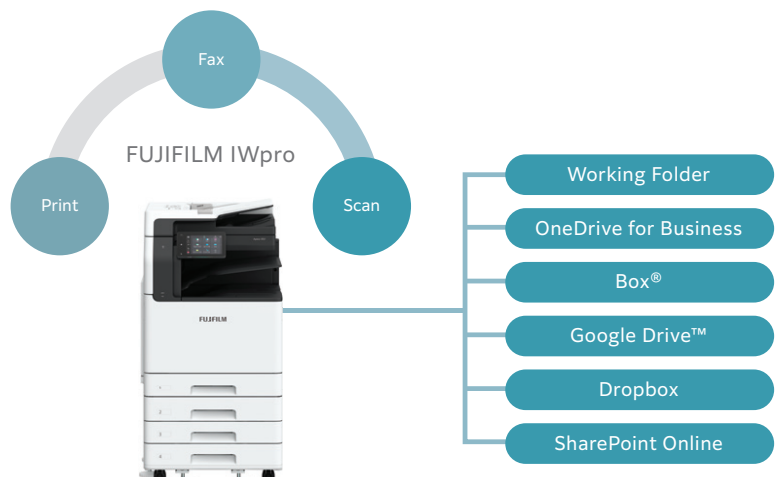 Fax
FUJIFILM IWpro
Print
Scan
Working Folder
OneDrive for Business
Box®
Google Drive™
Dropbox
SharePoint Online
FUJIFILM